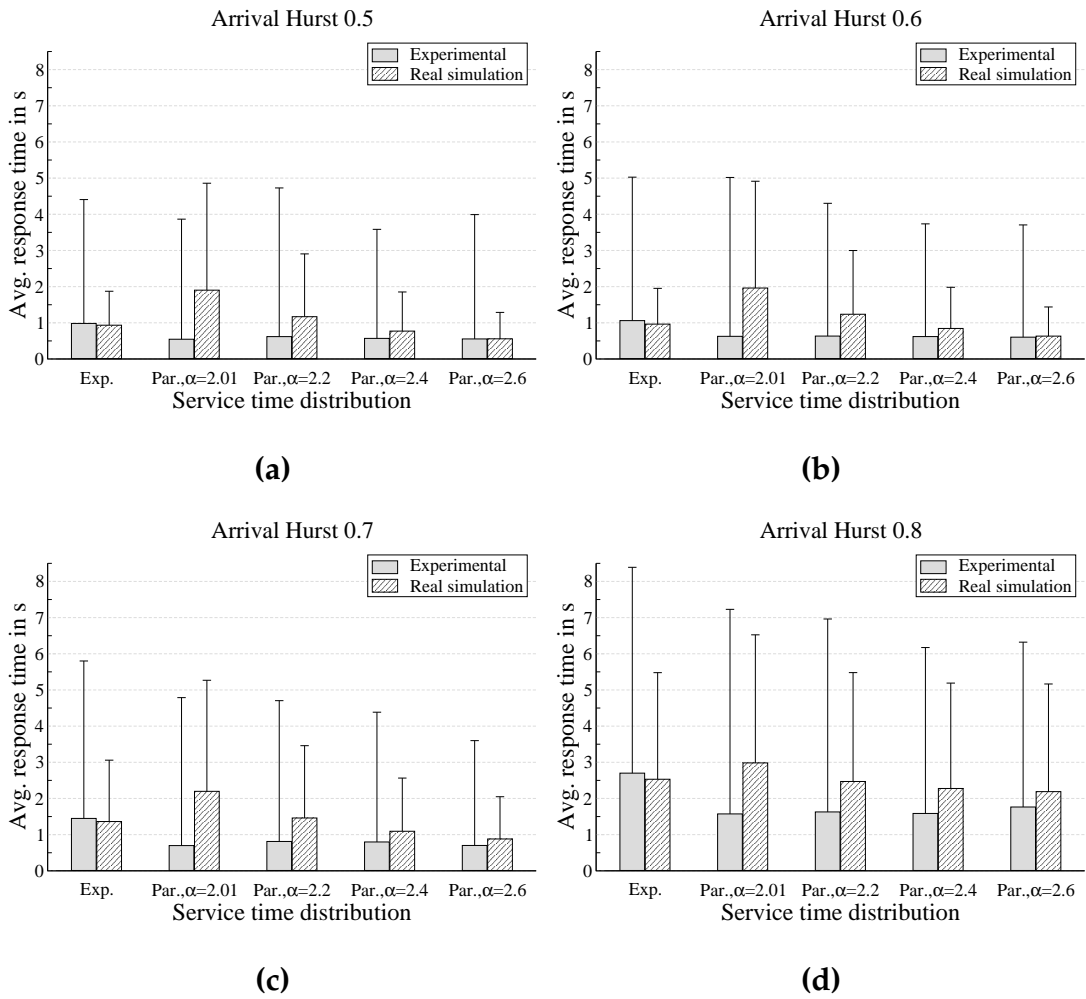 Arrival Hurst 0.5
Experimental
Real simulation
8
7
6
5
4
3
2
1
0
Avg. response time in s
Exp. Par.,α=2.01 Par.,α=2.2 Par.,α=2.4 Par.,α=2.6
Service time distribution
(a)
Arrival Hurst 0.6
Experimental
Real simulation
8
7
6
5
4
3
2
1
0
Avg. response time in s
Exp. Par.,α=2.01 Par.,α=2.2 Par.,α=2.4 Par.,α=2.6
Service time distribution
(b)
Arrival Hurst 0.7
Experimental
Real simulation
8
7
6
5
4
3
2
1
0
Avg. response time in s
Exp. Par.,α=2.01 Par.,α=2.2 Par.,α=2.4 Par.,α=2.6
Service time distribution
(c)
Arrival Hurst 0.8
Experimental
Real simulation
8
7
6
5
4
3
2
1
0
Avg. response time in s
Exp. Par.,α=2.01 Par.,α=2.2 Par.,α=2.4 Par.,α=2.6
Service time distribution
(d)